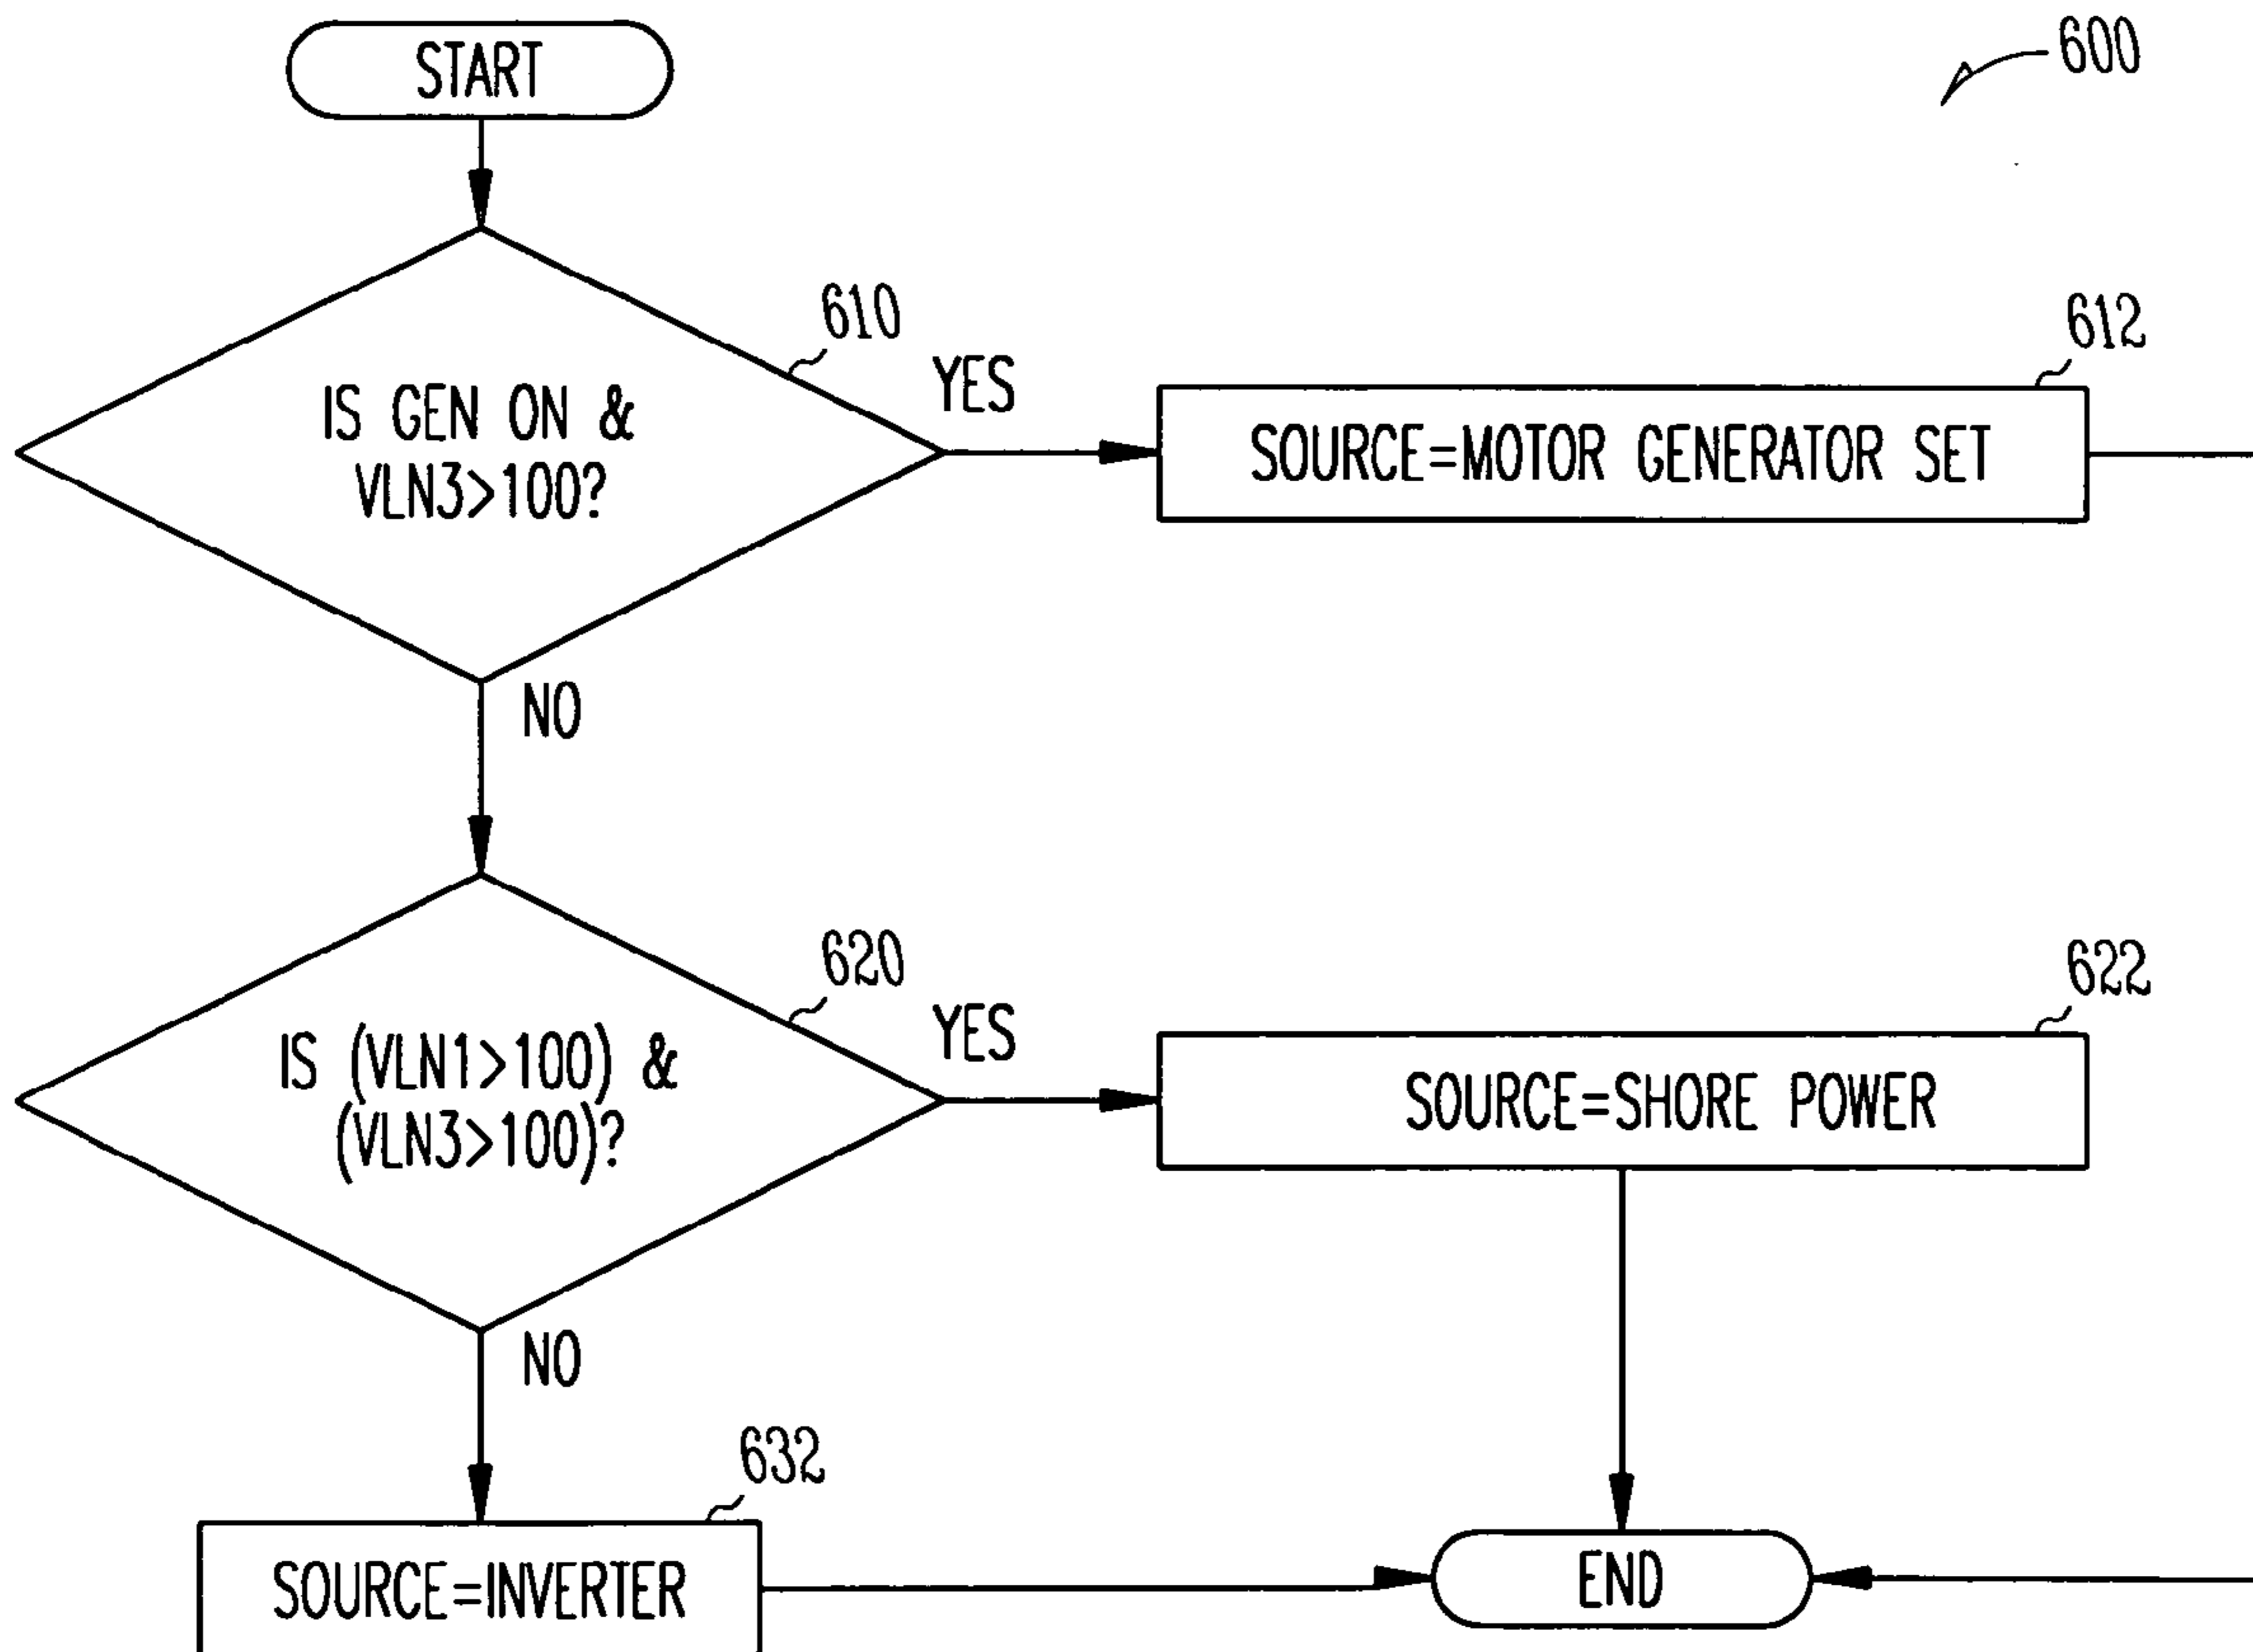 START
600
610
IS GEN ON &
VLN3>100?
YES
612
SOURCE=MOTOR GENERATOR SET
NO
620
IS (VLN1>100) &
(VLN3>100)?
YES
622
SOURCE=SHORE POWER
NO
632
SOURCE=INVERTER
END